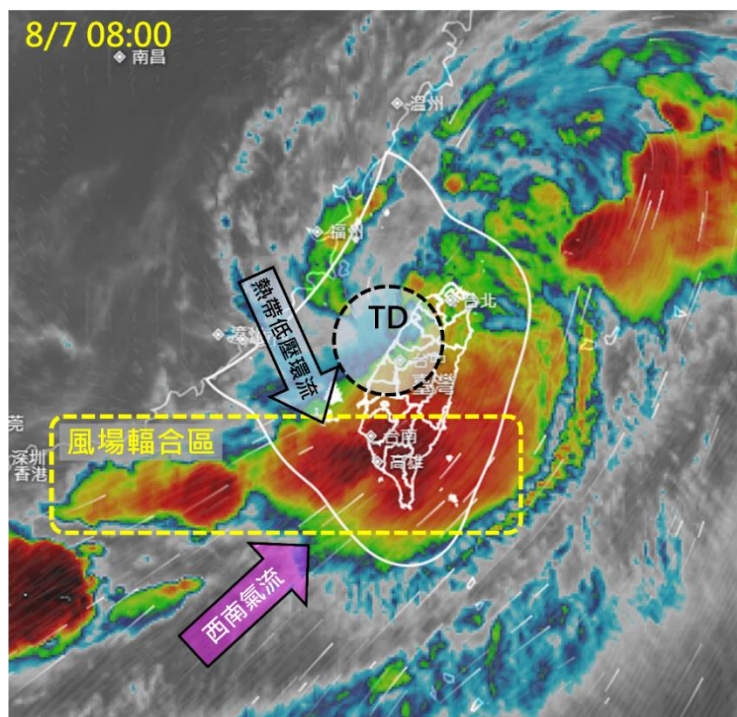 8/7 08:00
南昌
溫州
福州
熱帶低壓環流
TD
台北
台中
臺灣
風場輻合區
莞
深圳
香港
台南
高雄
西南氣流